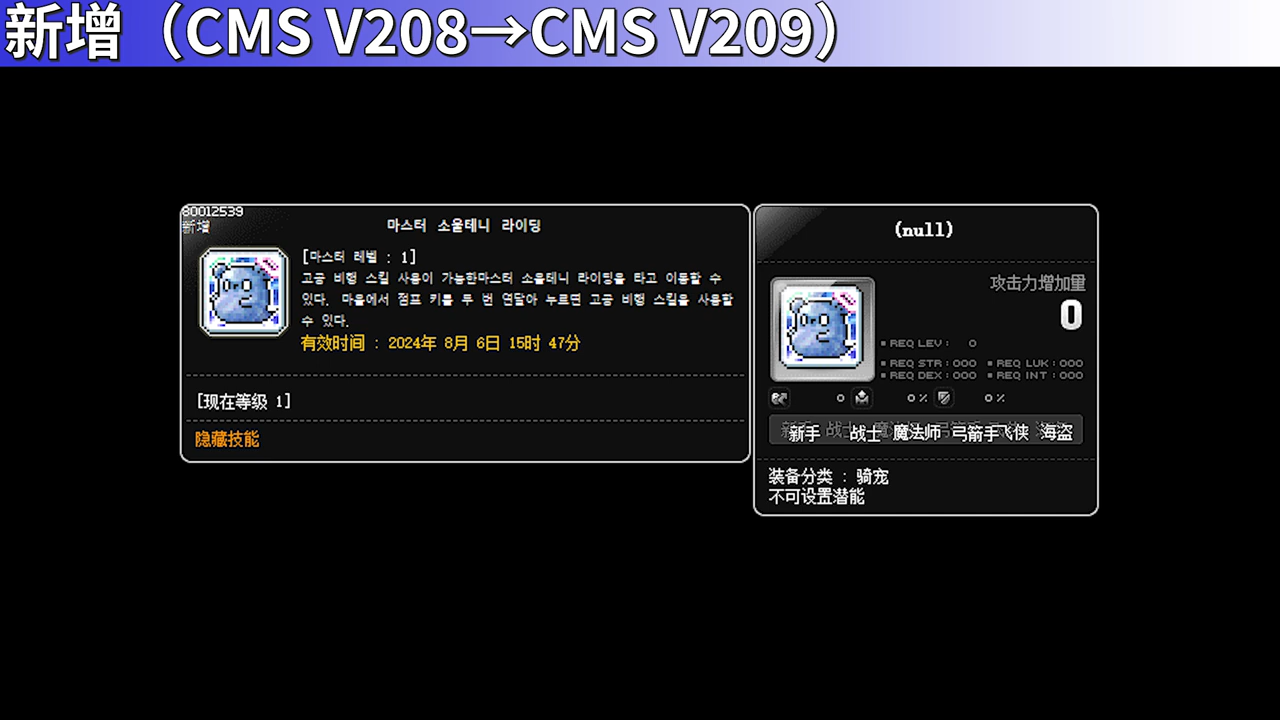 新增（CMS V208→CMS V209）
80012539
新增
마스터 소울테니 라이딩
[마스터 레벨 : 1]
고공 비행 스킬 사용이 가능한마스터 소울테니 라이딩을 타고 이동할 수
있다. 마을에서 점프 키를 두 번 연달아 누르면 고공 비행 스킬을 사용할
수 있다.
有效时间 : 2024年 8月 6日 15时 47分
[现在等级 1]
隐藏技能
(null)
攻击力增加量
0
REQ LEV : 0
REQ STR : 000 REQ LUK : 000
REQ DEX : 000 REQ INT : 000
0 0 % 0 %
新手 战士 魔法师 弓箭手 飞侠 海盗
装备分类 : 骑宠
不可设置潜能